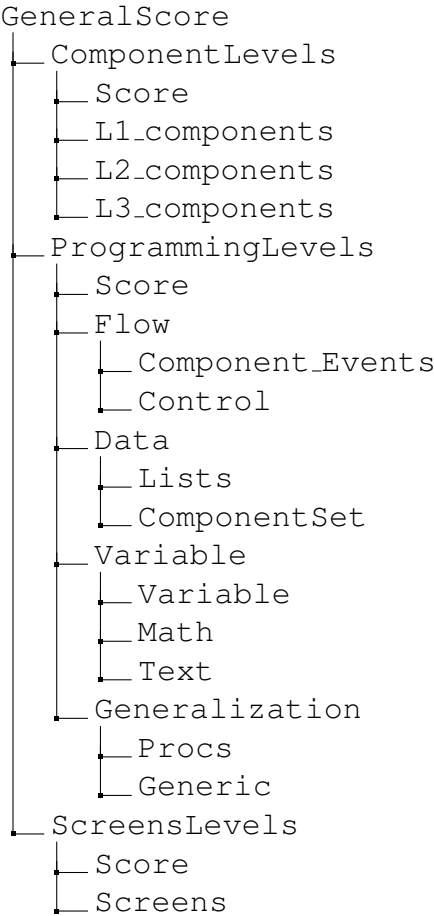 GeneralScore
ComponentLevels
Score
L1_components
L2_components
L3_components
ProgrammingLevels
Score
Flow
Component_Events
Control
Data
Lists
ComponentSet
Variable
Variable
Math
Text
Generalization
Procs
Generic
ScreensLevels
Score
Screens